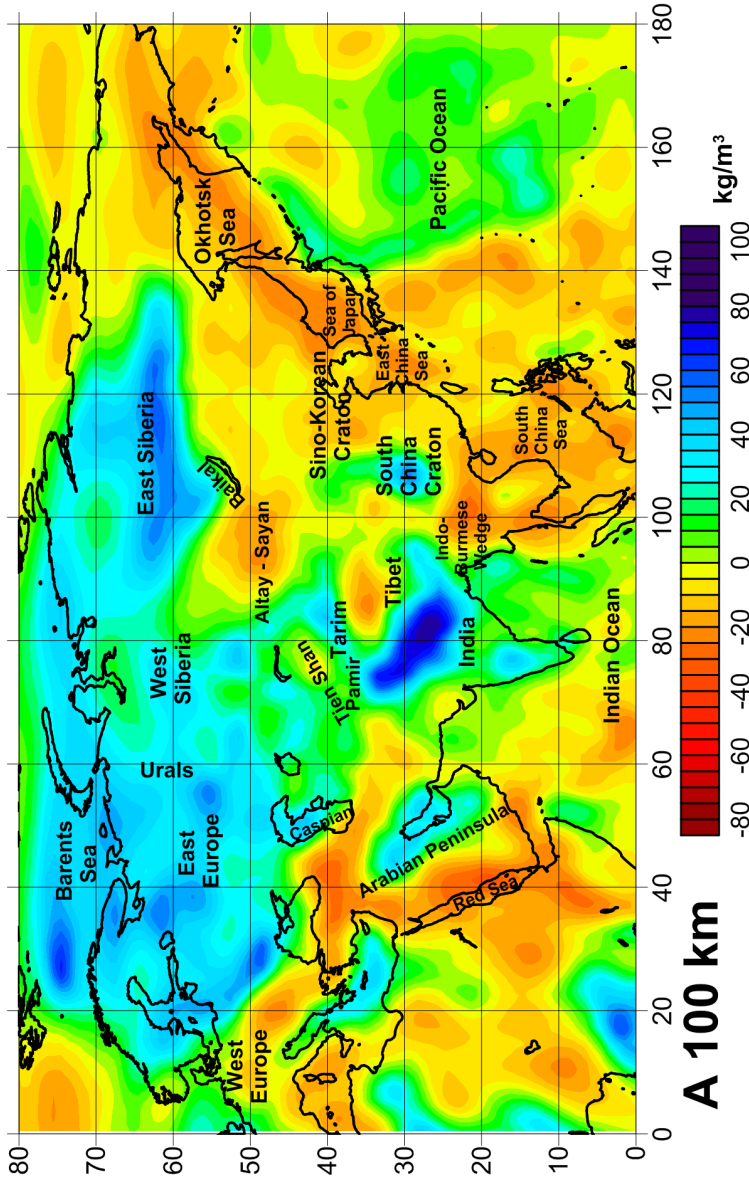 80
70
60
50
40
30
20
10
0
0
20
40
60
80
100
120
140
160
180
Barents
Sea
Urals
West
Siberia
East Siberia
East
Europe
West
Europe
Baikal
Okhotsk
Sea
Altay - Sayan
Caspian
Tien Shan
Pamir
Tarim
Tibet
Sino-Korean
Craton
Sea of
Japan
East
China
Sea
South
China
Craton
Indo-
Burmese
Wedge
South
China
Sea
India
Arabian Peninsula
Red Sea
Indian Ocean
Pacific Ocean
A 100 km
-80
-60
-40
-20
0
20
40
60
80
100
kg/m³